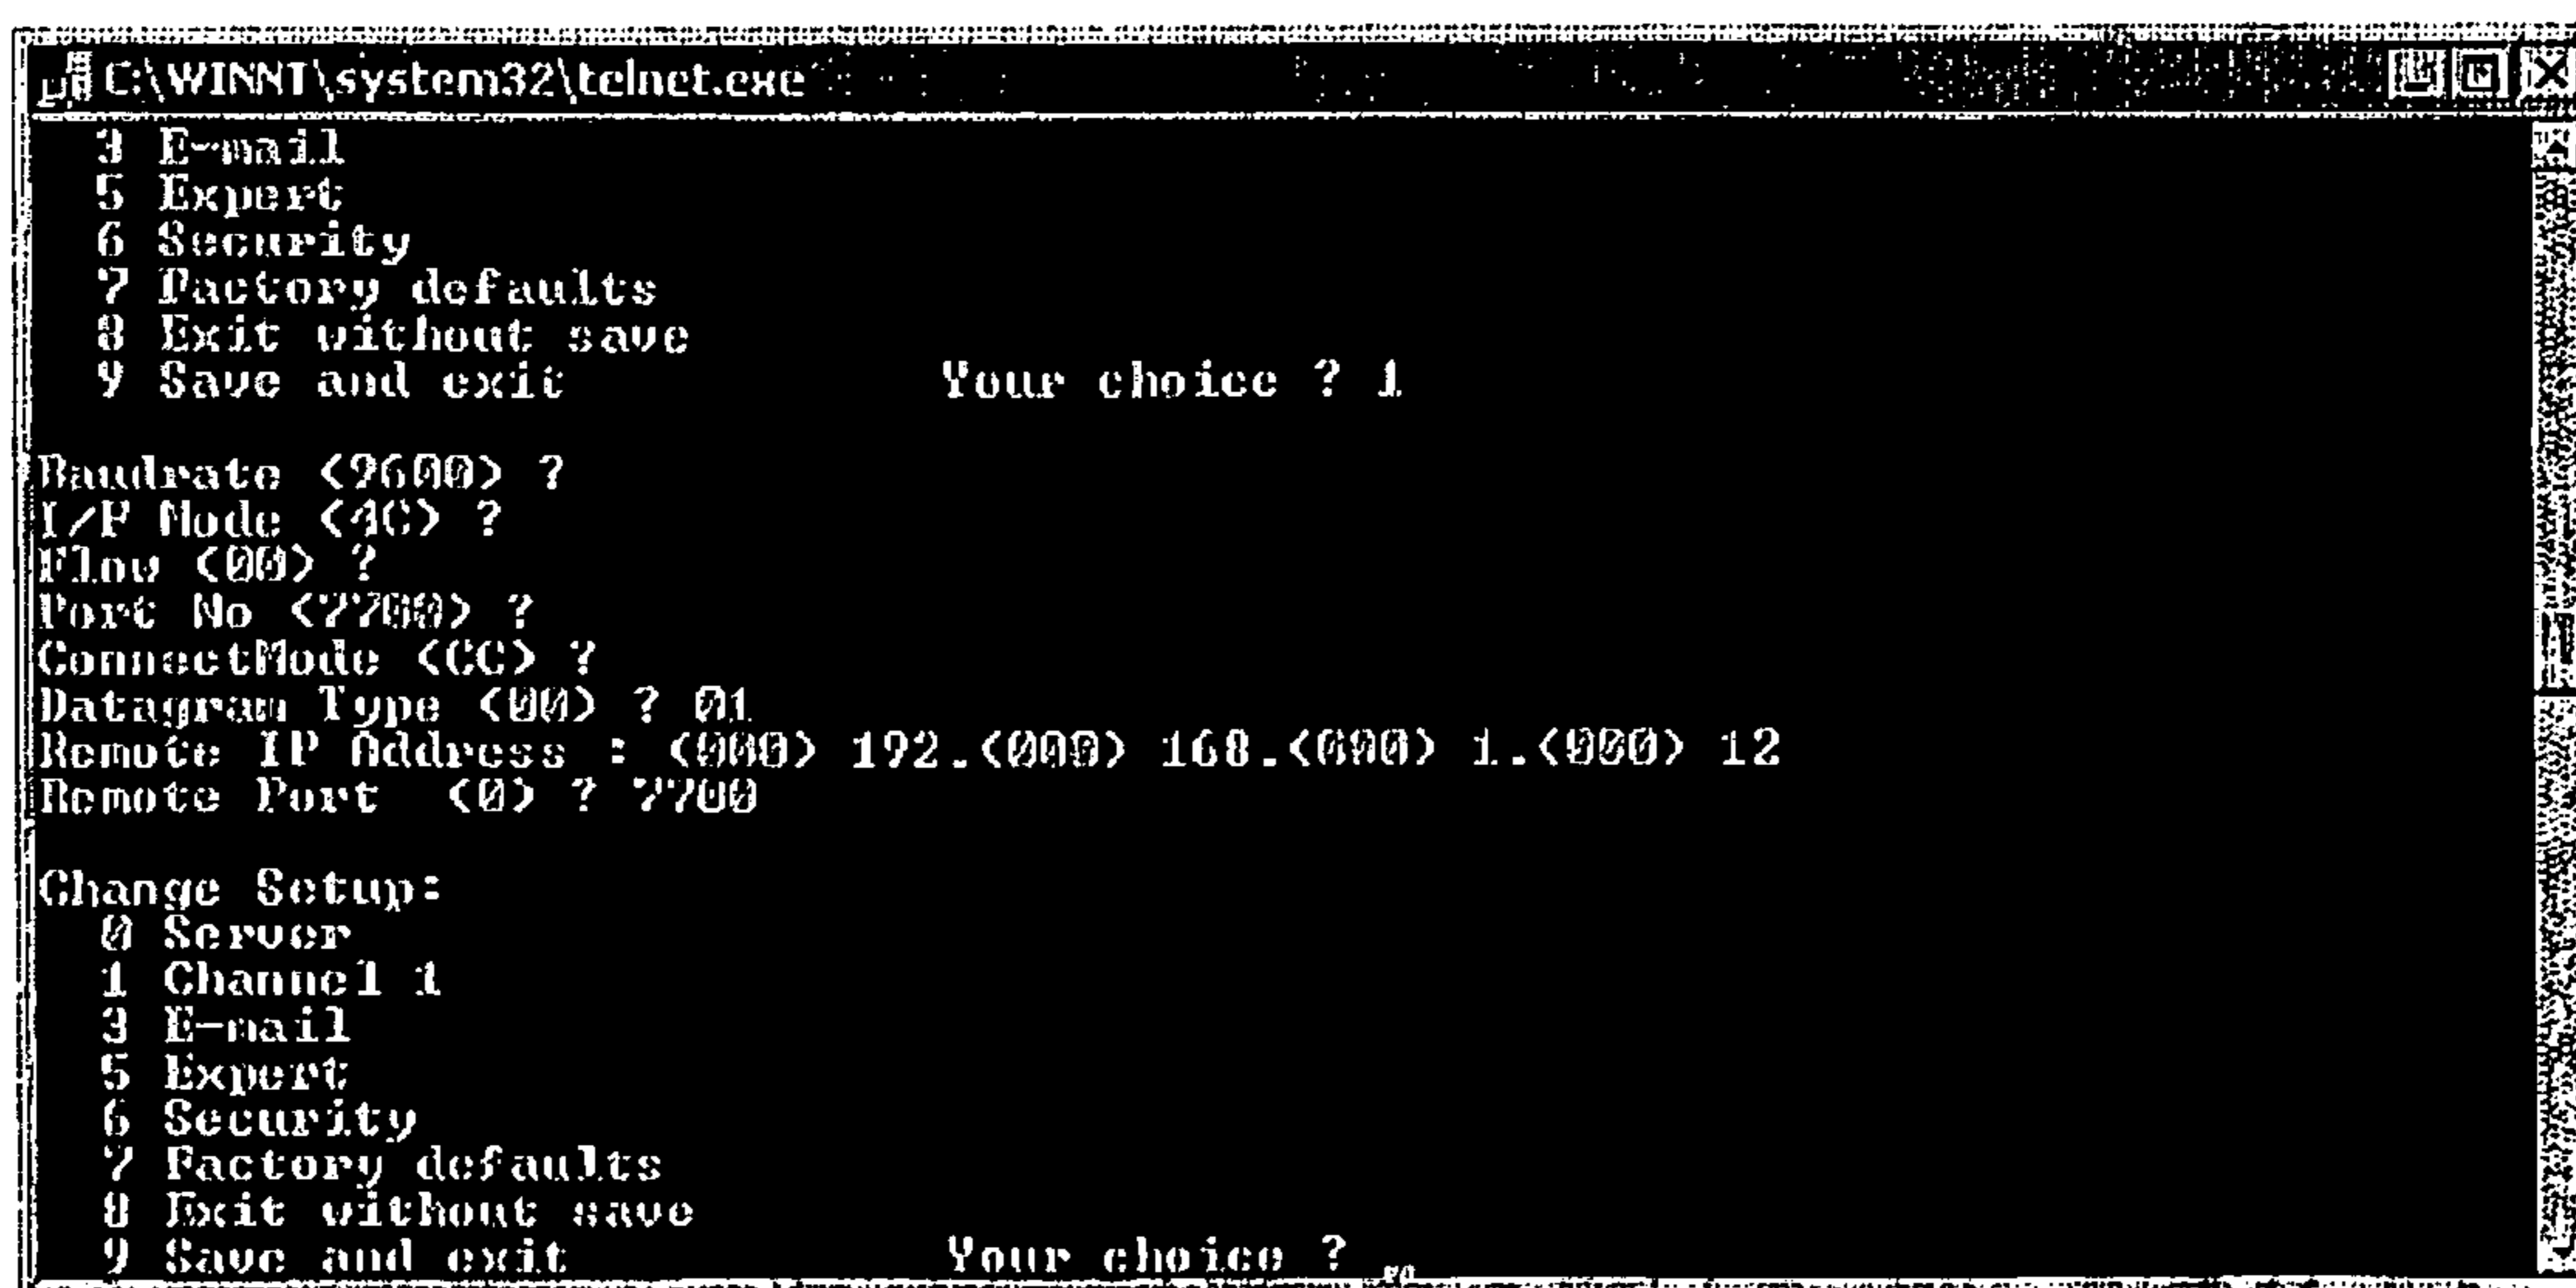 C:\WINNT\system32\telnet.exe
3 E-mail
5 Expert
6 Security
7 Factory defaults
8 Exit without save
9 Save and exit Your choice ? 1
Baudrate (9600) ?
I/F Mode (4C) ?
Flow (00) ?
Port No (7700) ?
ConnectMode (CC) ?
Datagram Type (00) ? 01
Remote IP Address : (000) 192.(000) 168.(000) 1.(000) 12
Remote Port (0) ? 7700
Change Setup:
0 Server
1 Channel 1
3 E-mail
5 Expert
6 Security
7 Factory defaults
8 Exit without save
9 Save and exit Your choice ? _